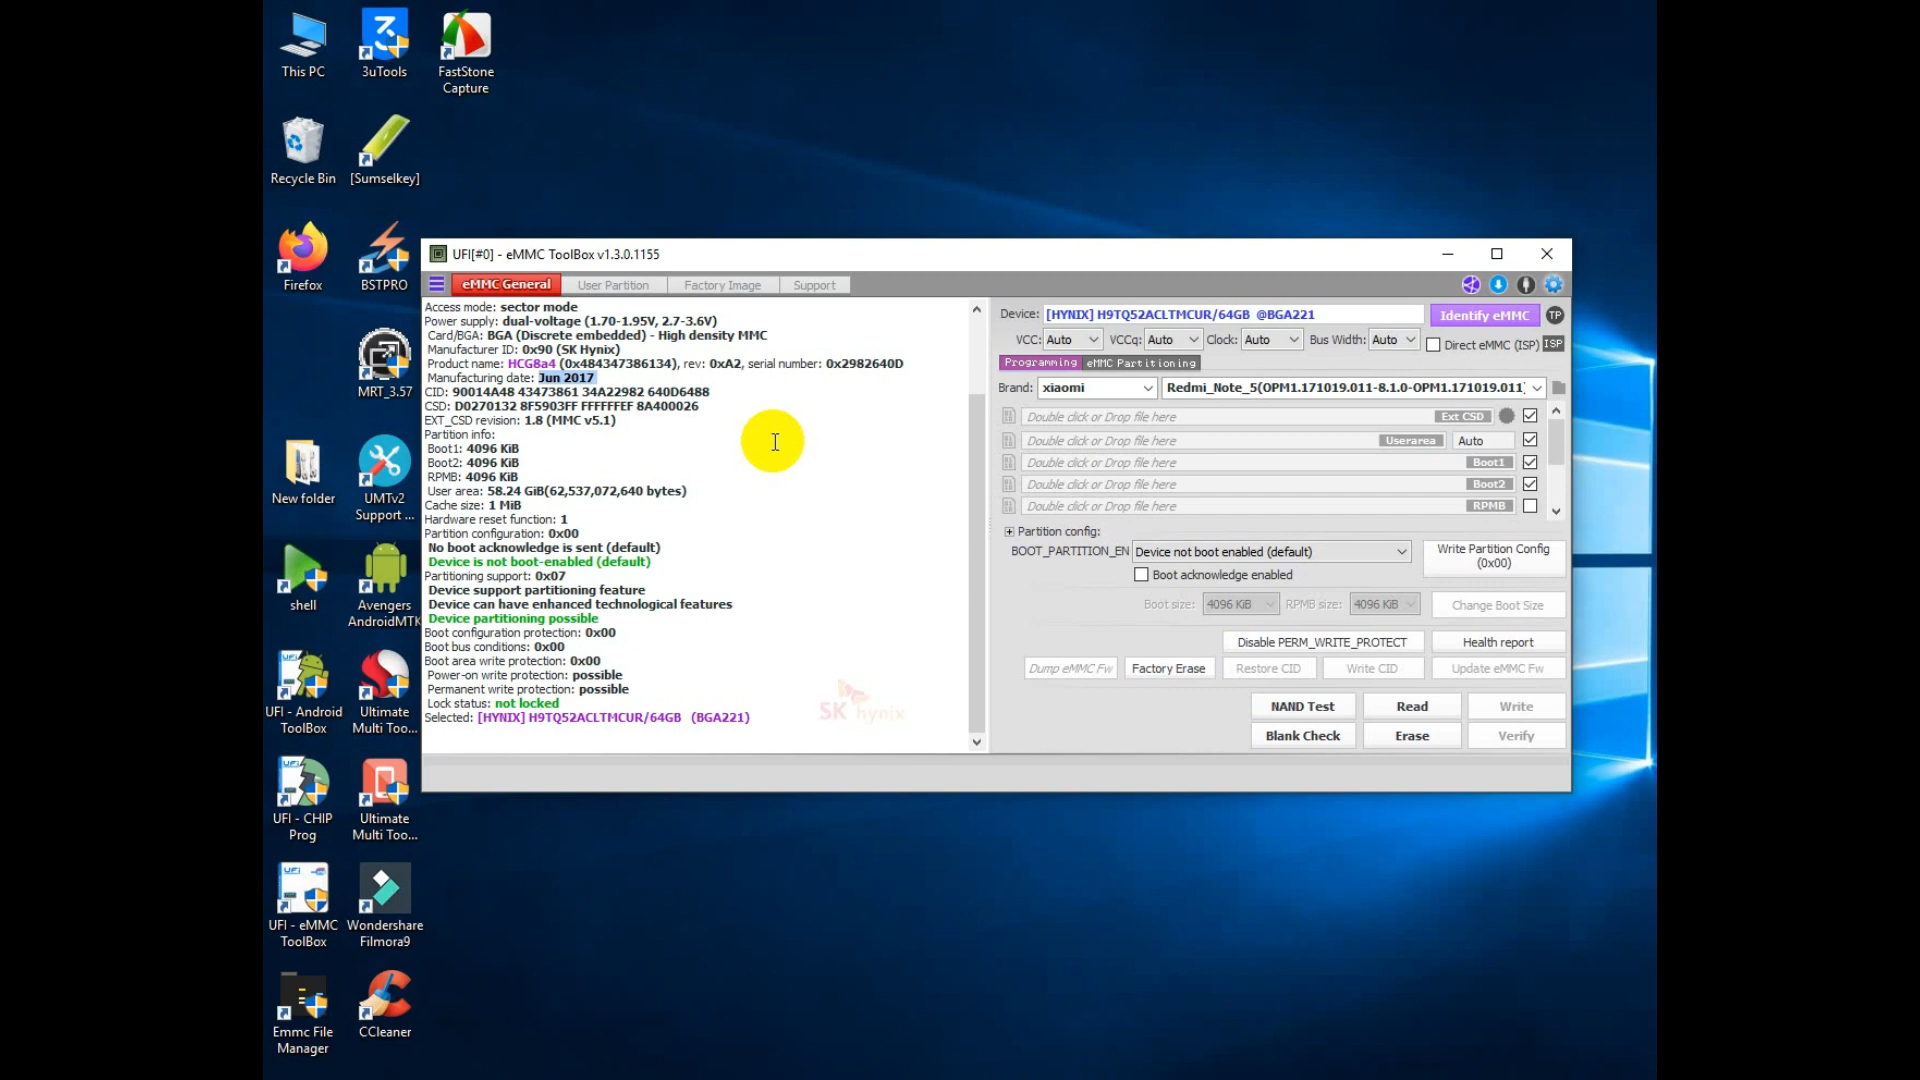 This PC
3uTools
FastStone
Capture
Recycle Bin
[Sumselkey]
Firefox
BSTPRO
MRT_3.57
New folder
UMTv2
Support ...
shell
Avengers
AndroidMTK
UFI - Android
ToolBox
Ultimate
Multi Too...
UFI - CHIP
Prog
Ultimate
Multi Too...
UFI - eMMC
ToolBox
Wondershare
Filmora9
Emmc File
Manager
CCleaner
UFI[#0] - eMMC ToolBox v1.3.0.1155
eMMC General
User Partition
Factory Image
Support
Access mode: sector mode
Power supply: dual-voltage (1.70-1.95V, 2.7-3.6V)
Card/BGA: BGA (Discrete embedded) - High density MMC
Manufacturer ID: 0x90 (SK Hynix)
Product name: HCG8a4 (0x484347386134), rev: 0xA2, serial number: 0x2982640D
Manufacturing date: Jun 2017
CID: 90014A48 43473861 34A22982 640D6488
CSD: D0270132 8F5903FF FFFFFFEF 8A400026
EXT_CSD revision: 1.8 (MMC v5.1)
Partition info:
Boot1: 4096 KiB
Boot2: 4096 KiB
RPMB: 4096 KiB
User area: 58.24 GiB(62,537,072,640 bytes)
Cache size: 1 MiB
Hardware reset function: 1
Partition configuration: 0x00
No boot acknowledge is sent (default)
Device is not boot-enabled (default)
Partitioning support: 0x07
Device support partitioning feature
Device can have enhanced technological features
Device partitioning possible
Boot configuration protection: 0x00
Boot bus conditions: 0x00
Boot area write protection: 0x00
Power-on write protection: possible
Permanent write protection: possible
Lock status: not locked
Selected: [HYNIX] H9TQ52ACLTMCUR/64GB (BGA221)
SK hynix
Device: [HYNIX] H9TQ52ACLTMCUR/64GB @BGA221
Identify eMMC
TP
VCC: Auto VCCq: Auto Clock: Auto Bus Width: Auto Direct eMMC (ISP) ISP
Programming eMMC Partitioning
Brand: xiaomi Redmi_Note_5(OPM1.171019.011-8.1.0-OPM1.171019.011)
Double click or Drop file here Ext CSD
Double click or Drop file here Userarea Auto
Double click or Drop file here Boot1
Double click or Drop file here Boot2
Double click or Drop file here RPMB
Partition config:
BOOT_PARTITION_EN Device not boot enabled (default)
Write Partition Config
(0x00)
Boot acknowledge enabled
Boot size: 4096 KiB RPMB size: 4096 KiB Change Boot Size
Disable PERM_WRITE_PROTECT Health report
Dump eMMC Fw Factory Erase Restore CID Write CID Update eMMC Fw
NAND Test Read Write
Blank Check Erase Verify